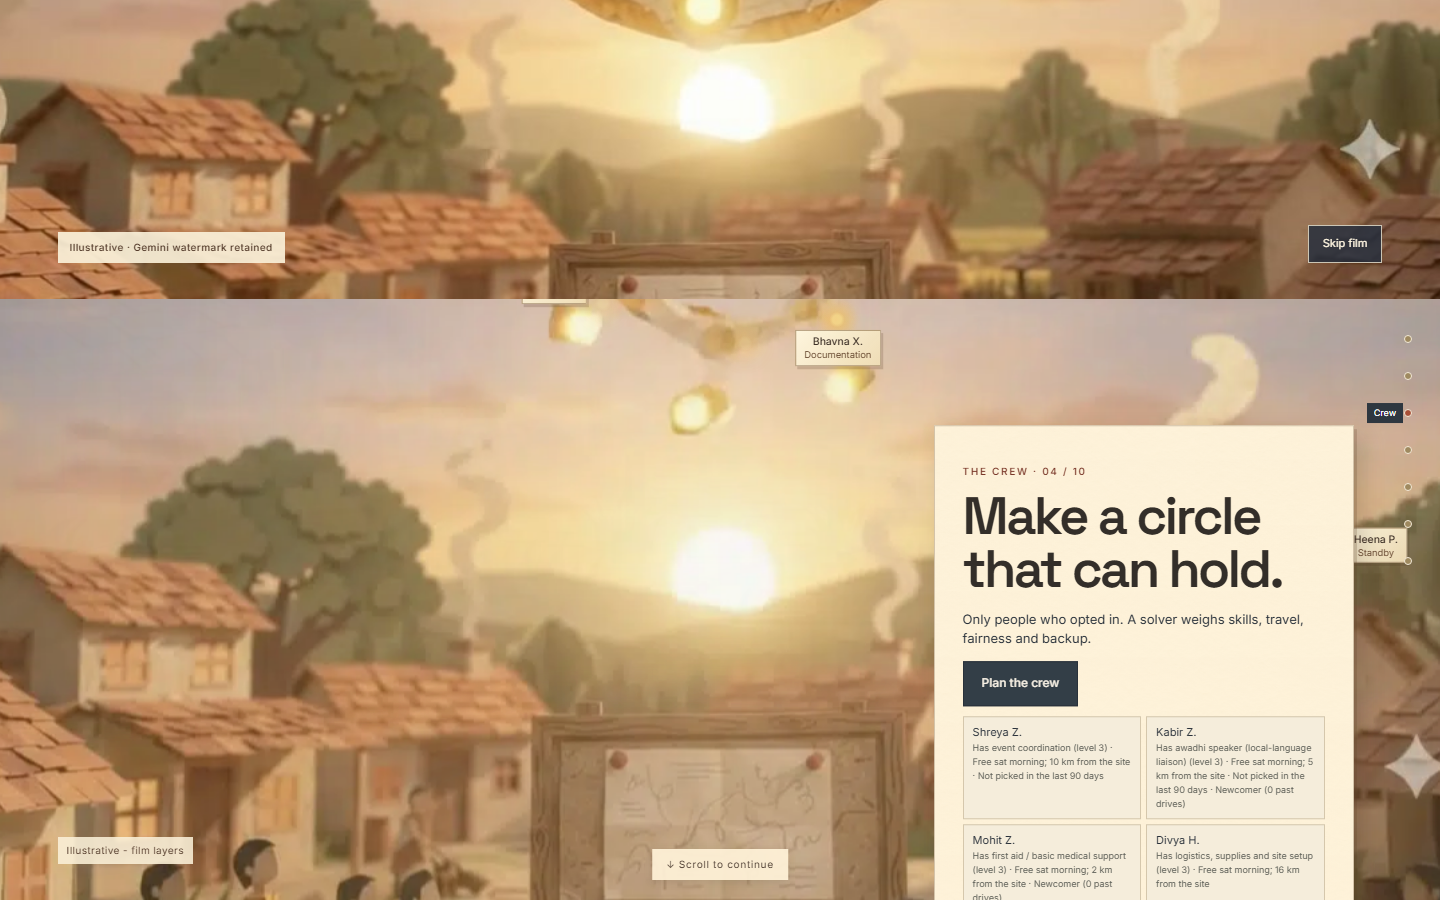 Illustrative · Gemini watermark retained
Skip film
Bhavna X.
Documentation
Crew
THE CREW · 04 / 10
Make a circle
that can hold.
Only people who opted in. A solver weighs skills, travel,
fairness and backup.
Plan the crew
Heena P.
Standby
Shreya Z.
Has event coordination (level 3) ·
Free sat morning; 10 km from the site
· Not picked in the last 90 days
Kabir Z.
Has awadhi speaker (local-language
liaison) (level 3) · Free sat morning; 5
km from the site · Not picked in the
last 90 days · Newcomer (0 past
drives)
Mohit Z.
Has first aid / basic medical support
(level 3) · Free sat morning; 2 km
from the site · Newcomer (0 past
drives)
Divya H.
Has logistics, supplies and site setup
(level 3) · Free sat morning; 16 km
from the site
Illustrative - film layers
↓ Scroll to continue